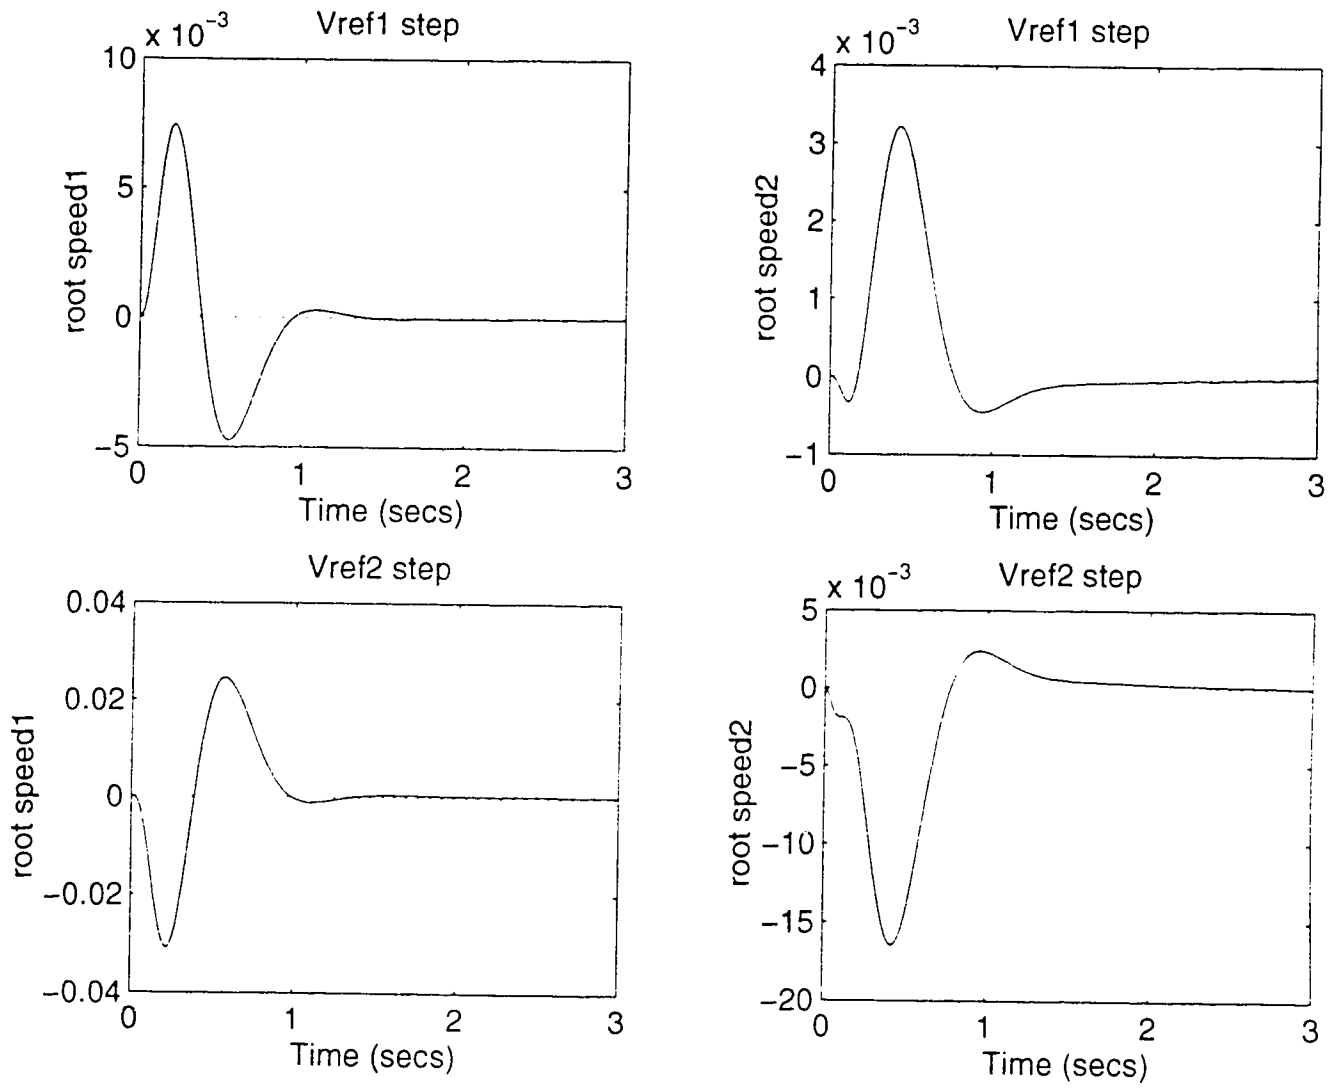 x 10⁻³
Vref1 step
10
5
0
−5
root speed1
0 1 2 3
Time (secs)
x 10⁻³
Vref1 step
4
3
2
1
0
−1
root speed2
0 1 2 3
Time (secs)
Vref2 step
0.04
0.02
0
−0.02
−0.04
root speed1
0 1 2 3
Time (secs)
x 10⁻³
Vref2 step
5
0
−5
−10
−15
−20
root speed2
0 1 2 3
Time (secs)